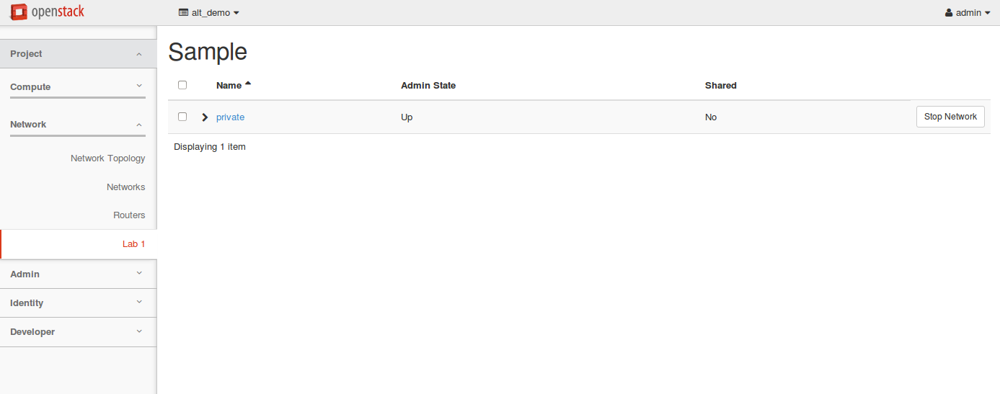 openstack alt_demo admin
Project
Sample
Compute
Name Admin State Shared
private Up No Stop Network
Network
Displaying 1 item
Network Topology
Networks
Routers
Lab 1
Admin
Identity
Developer